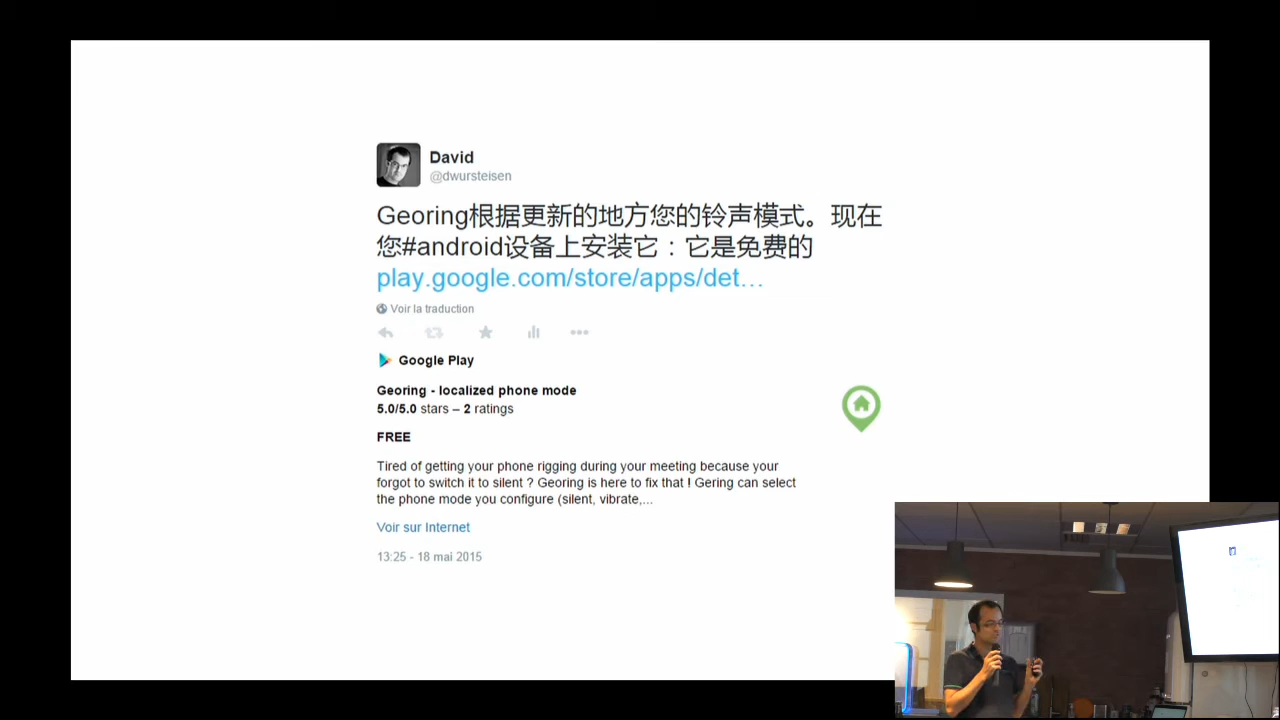 David
@dwursteisen
Georing根据更新的地方您的铃声模式。现在
您#android设备上安装它：它是免费的
play.google.com/store/apps/det…
Voir la traduction
Google Play
Georing - localized phone mode
5.0/5.0 stars – 2 ratings
FREE
Tired of getting your phone rigging during your meeting because your
forgot to switch it to silent ? Georing is here to fix that ! Gering can select
the phone mode you configure (silent, vibrate,...
Voir sur Internet
13:25 - 18 mai 2015